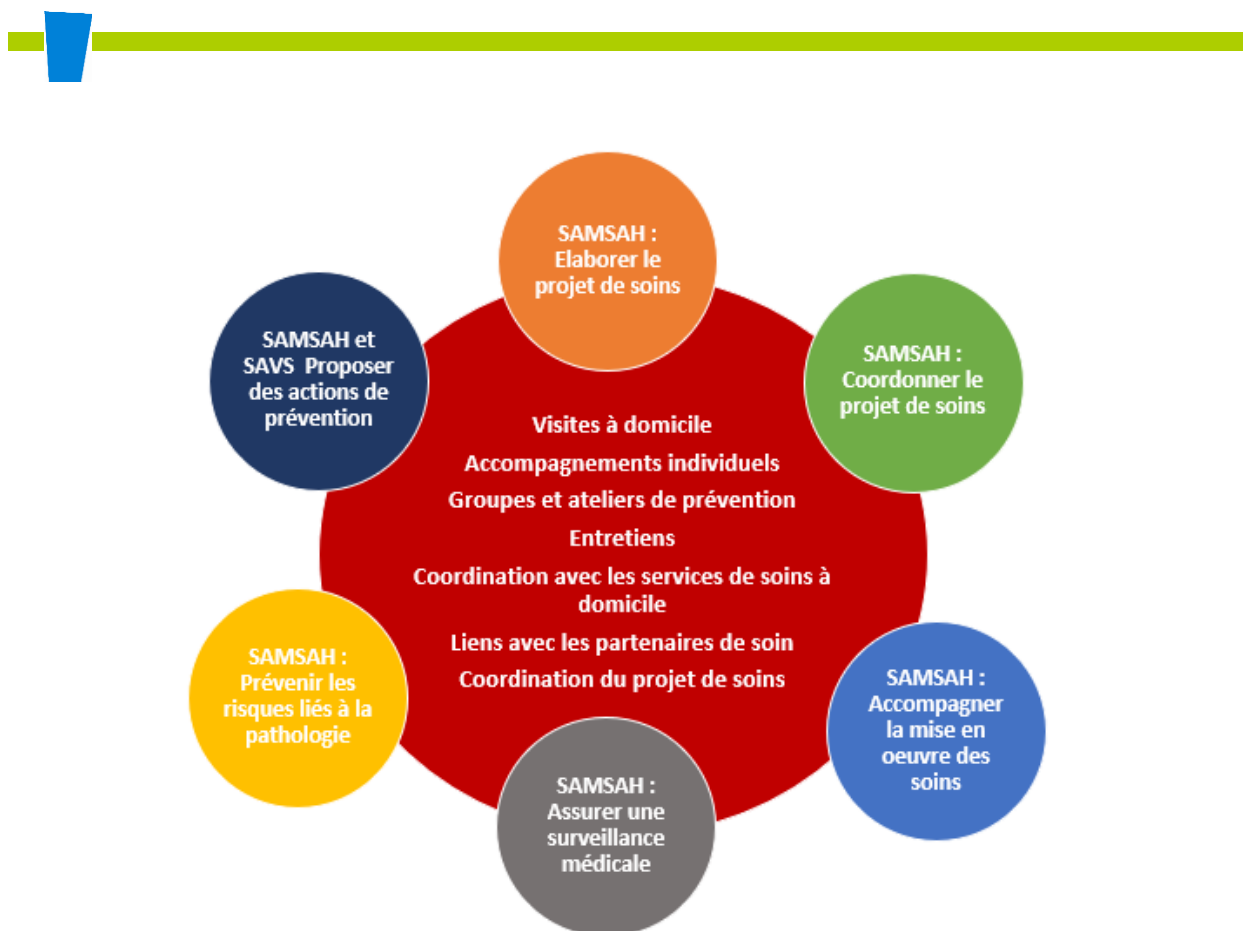 SAMSAH :
Elaborer le
projet de soins
SAMSAH et
SAVS  Proposer
des actions de
prévention
SAMSAH :
Coordonner le
projet de soins
Visites à domicile
Accompagnements individuels
Groupes et ateliers de prévention
Entretiens
Coordination avec les services de soins à
domicile
Liens avec les partenaires de soin
Coordination du projet de soins
SAMSAH :
Prévenir les
risques liés à la
pathologie
SAMSAH :
Accompagner
la mise en
oeuvre des
soins
SAMSAH :
Assurer une
surveillance
médicale